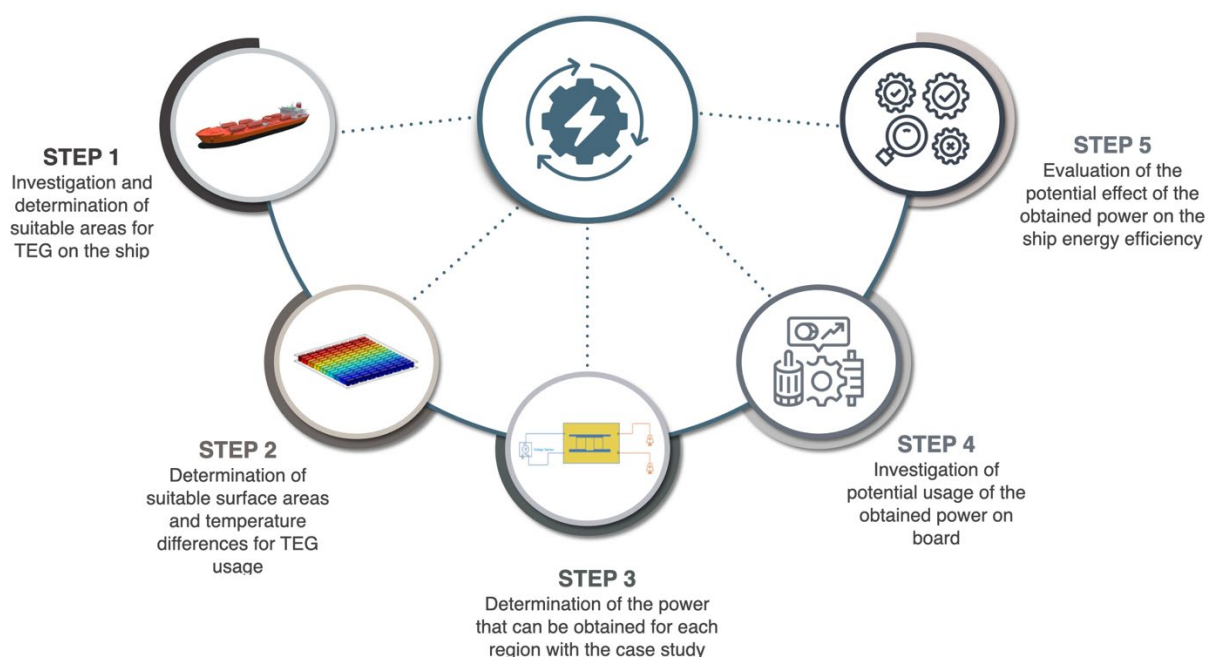 STEP 1
Investigation and
determination of
suitable areas for
TEG on the ship
STEP 2
Determination of
suitable surface areas
and temperature
differences for TEG
usage
STEP 3
Determination of the power
that can be obtained for each
region with the case study
STEP 4
Investigation of
potential usage of the
obtained power on
board
STEP 5
Evaluation of the
potential effect of the
obtained power on the
ship energy efficiency